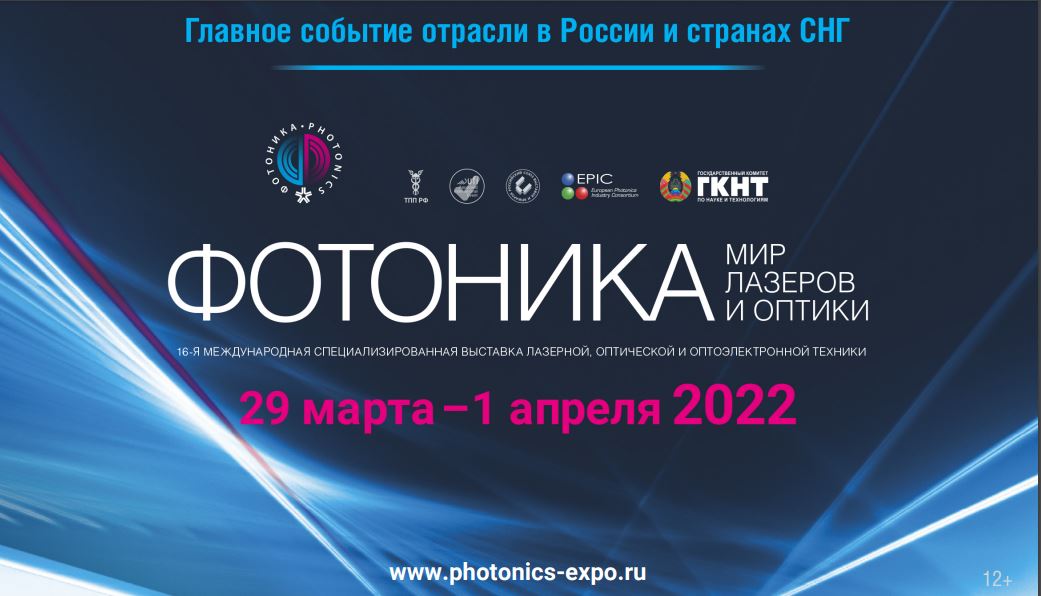 Главное событие отрасли в России и странах СНГ
ФОТОНИКА • PHOTONICS
ТПП РФ
EPIC
European Photonics
Industry Consortium
ГОСУДАРСТВЕННЫЙ КОМИТЕТ
ГКНТ
ПО НАУКЕ И ТЕХНОЛОГИЯМ
ФОТОНИКА
МИР
ЛАЗЕРОВ
И ОПТИКИ
16-Я МЕЖДУНАРОДНАЯ СПЕЦИАЛИЗИРОВАННАЯ ВЫСТАВКА ЛАЗЕРНОЙ, ОПТИЧЕСКОЙ И ОПТОЭЛЕКТРОННОЙ ТЕХНИКИ
29 марта – 1 апреля 2022
www.photonics-expo.ru
12+